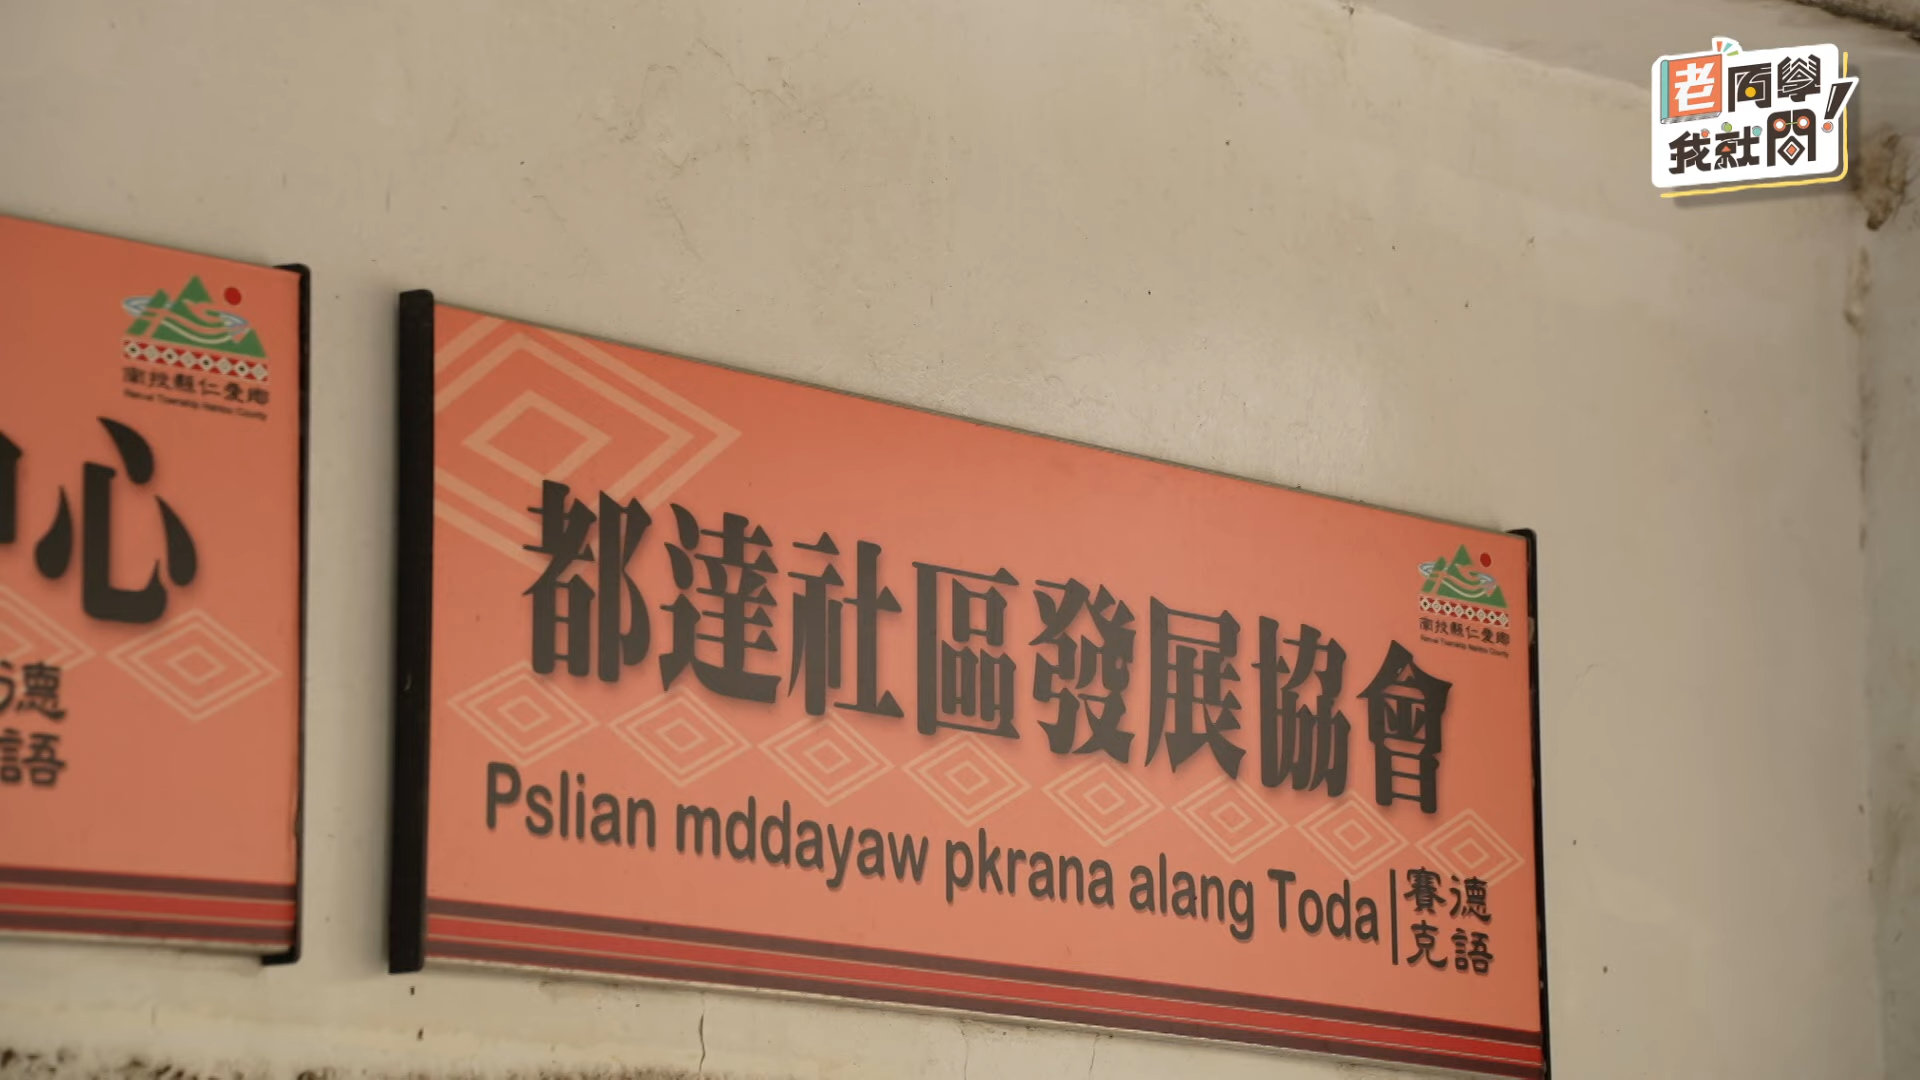 老同學
我就問!
南投縣仁愛鄉
心
德
語
都達社區發展協會
南投縣仁愛鄉
Pslian mddayaw pkrana alang Toda
賽德
克語